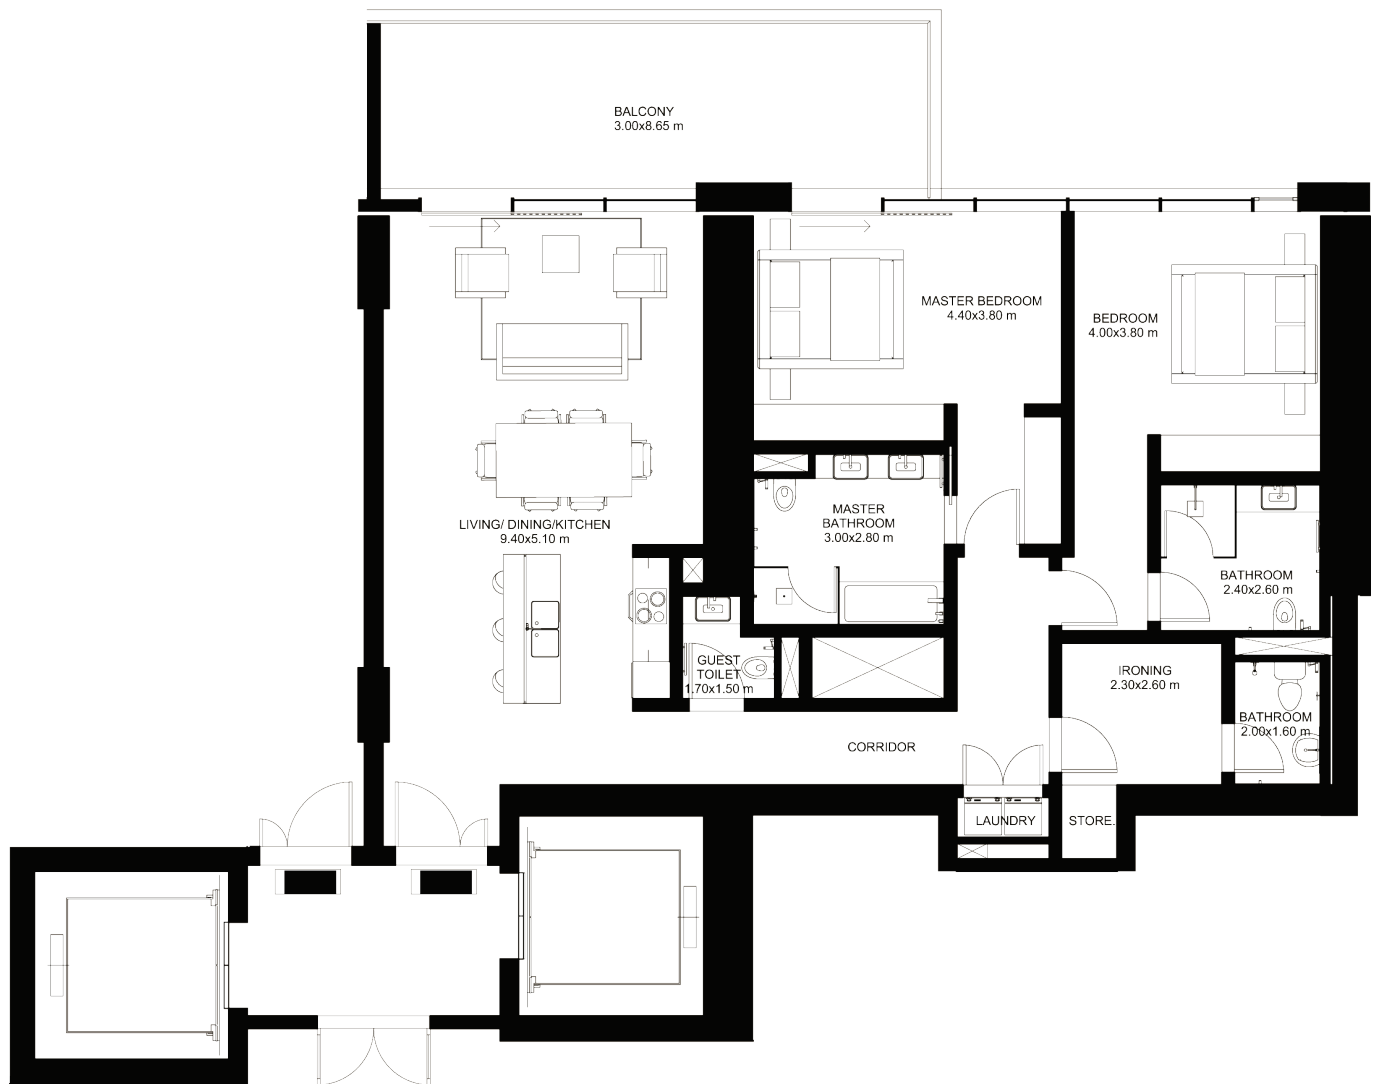 BALCONY
3.00x8.65 m
MASTER BEDROOM
4.40x3.80 m
BEDROOM
4.00x3.80 m
LIVING/ DINING/KITCHEN
9.40x5.10 m
MASTER
BATHROOM
3.00x2.80 m
BATHROOM
2.40x2.60 m
GUEST
TOILET
1.70x1.50 m
IRONING
2.30x2.60 m
BATHROOM
2.00x1.60 m
CORRIDOR
LAUNDRY
STORE.